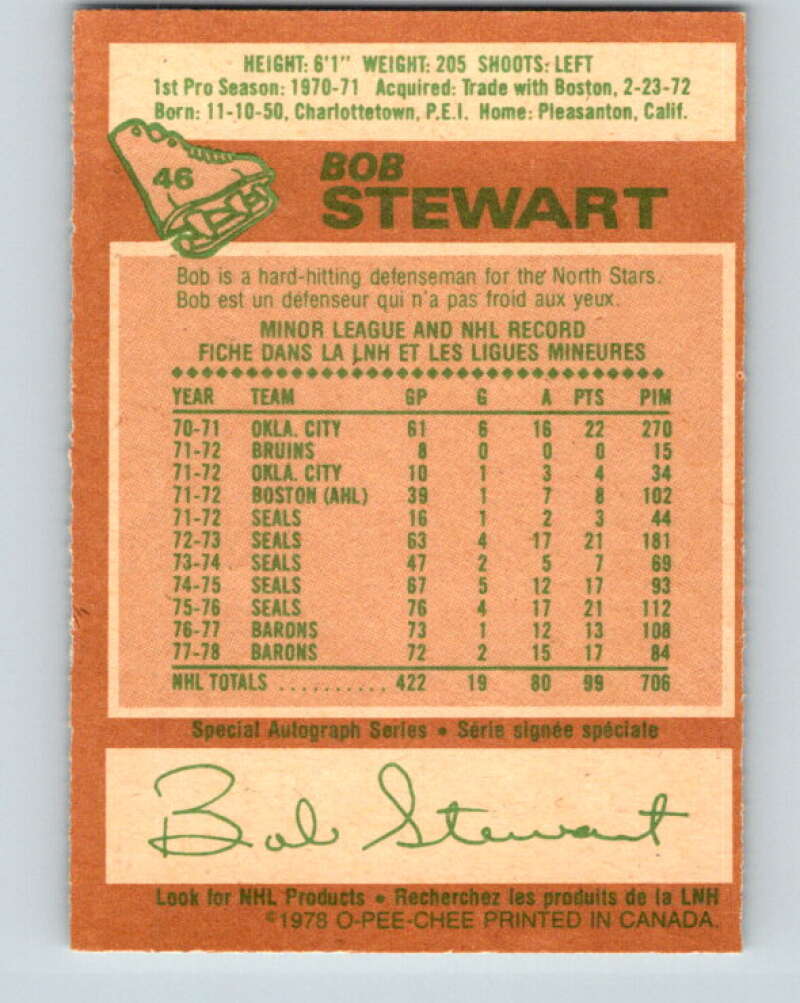 HEIGHT: 6'1" WEIGHT: 205 SHOOTS: LEFT
1st Pro Season: 1970-71 Acquired: Trade with Boston, 2-23-72
Born: 11-10-50, Charlottetown, P.E.I. Home: Pleasanton, Calif.
46
BOB
STEWART
Bob is a hard-hitting defenseman for the North Stars.
Bob est un défenseur qui n'a pas froid aux yeux.
MINOR LEAGUE AND NHL RECORD
FICHE DANS LA LNH ET LES LIGUES MINEURES
YEAR TEAM GP G A PTS PIM
70-71 OKLA. CITY 61 6 16 22 270
71-72 BRUINS 8 0 0 0 15
71-72 OKLA. CITY 10 1 3 4 34
71-72 BOSTON (AHL) 39 1 7 8 102
71-72 SEALS 16 1 2 3 44
72-73 SEALS 63 4 17 21 181
73-74 SEALS 47 2 5 7 69
74-75 SEALS 67 5 12 17 93
75-76 SEALS 76 4 17 21 112
76-77 BARONS 73 1 12 13 108
77-78 BARONS 72 2 15 17 84
NHL TOTALS .......... 422 19 80 99 706
Special Autograph Series • Série signée spéciale
Bob Stewart
Look for NHL Products • Recherchez les produits de la LNH
©1978 O-PEE-CHEE PRINTED IN CANADA.